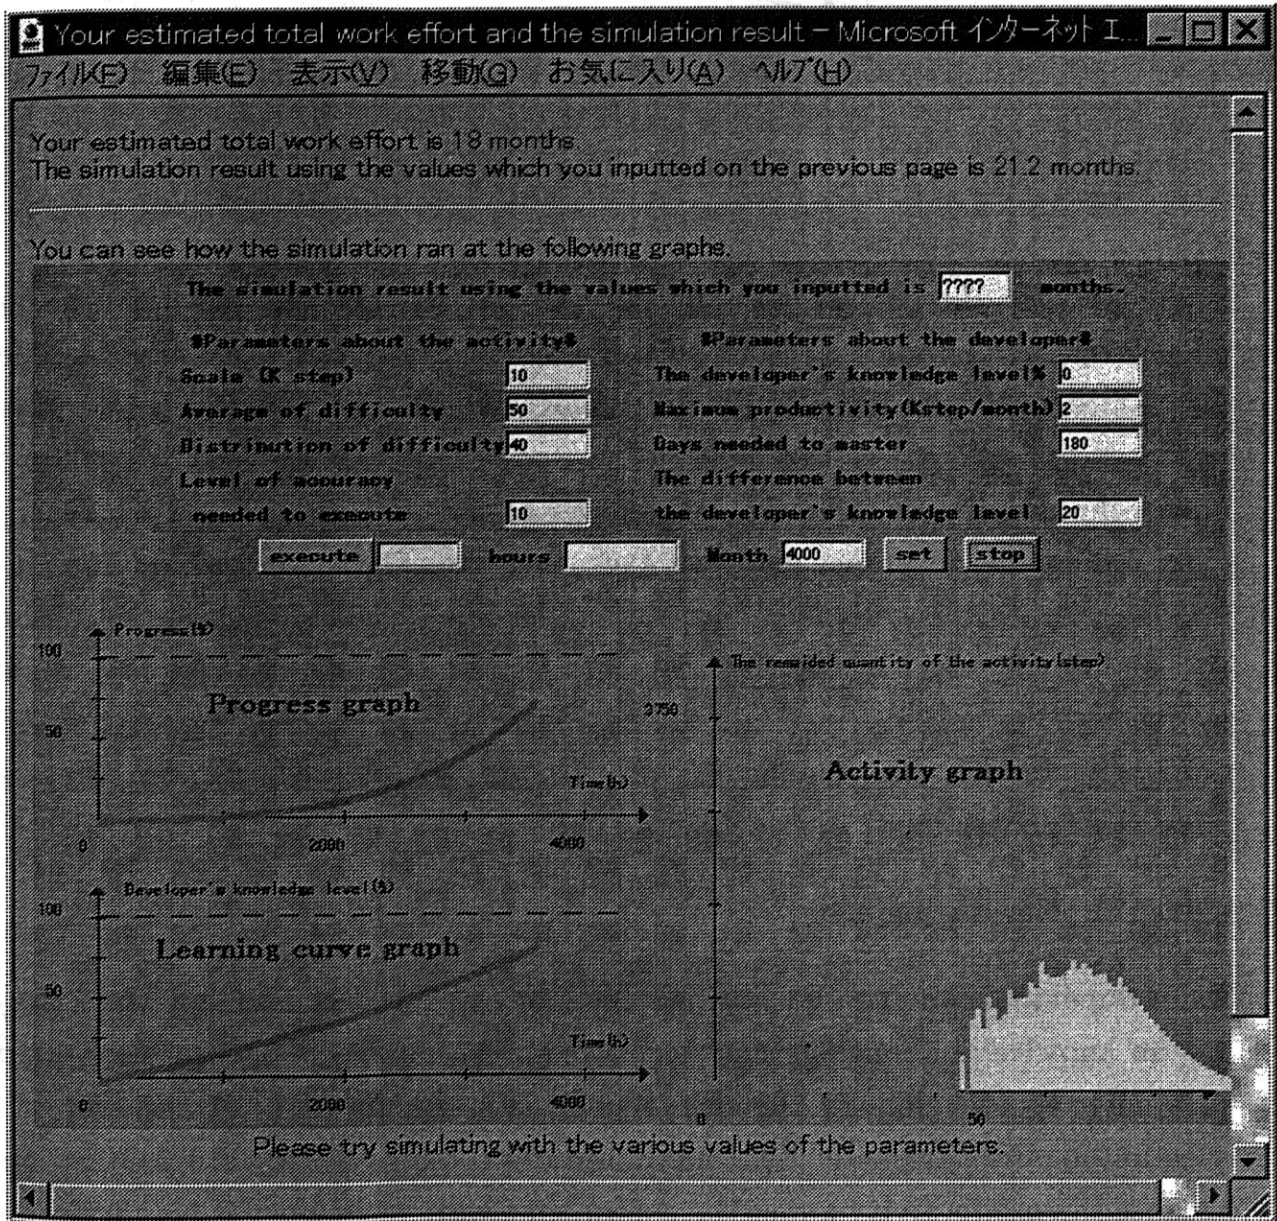 Your estimated total work effort and the simulation result - Microsoft インターネット エ...
ファイル(F) 編集(E) 表示(V) 移動(G) お気に入り(A) ヘルプ(H)
Your estimated total work effort is 18 months.
The simulation result using the values which you inputted on the previous page is 21.2 months.
You can see how the simulation ran at the following graphs.
The simulation result using the values which you inputted is ???? months.
*Parameters about the activity* *Parameters about the developer*
Scale (K step) 10 The developer's knowledge level% 0
Average of difficulty 50 Maximum productivity(Kstep/month) 2
Distribution of difficulty 40 Days needed to master 180
Level of accuracy The difference between
needed to execute 10 the developer's knowledge level 20
execute hours Month 4000 set stop
Progress(%)
100
Progress graph
50
Time(h)
0 2000 4000
Developer's knowledge level(%)
100
Learning curve graph
50
Time(h)
0 2000 4000
The remaided quantity of the activity(step)
3750
Activity graph
0 50
Please try simulating with the various values of the parameters.